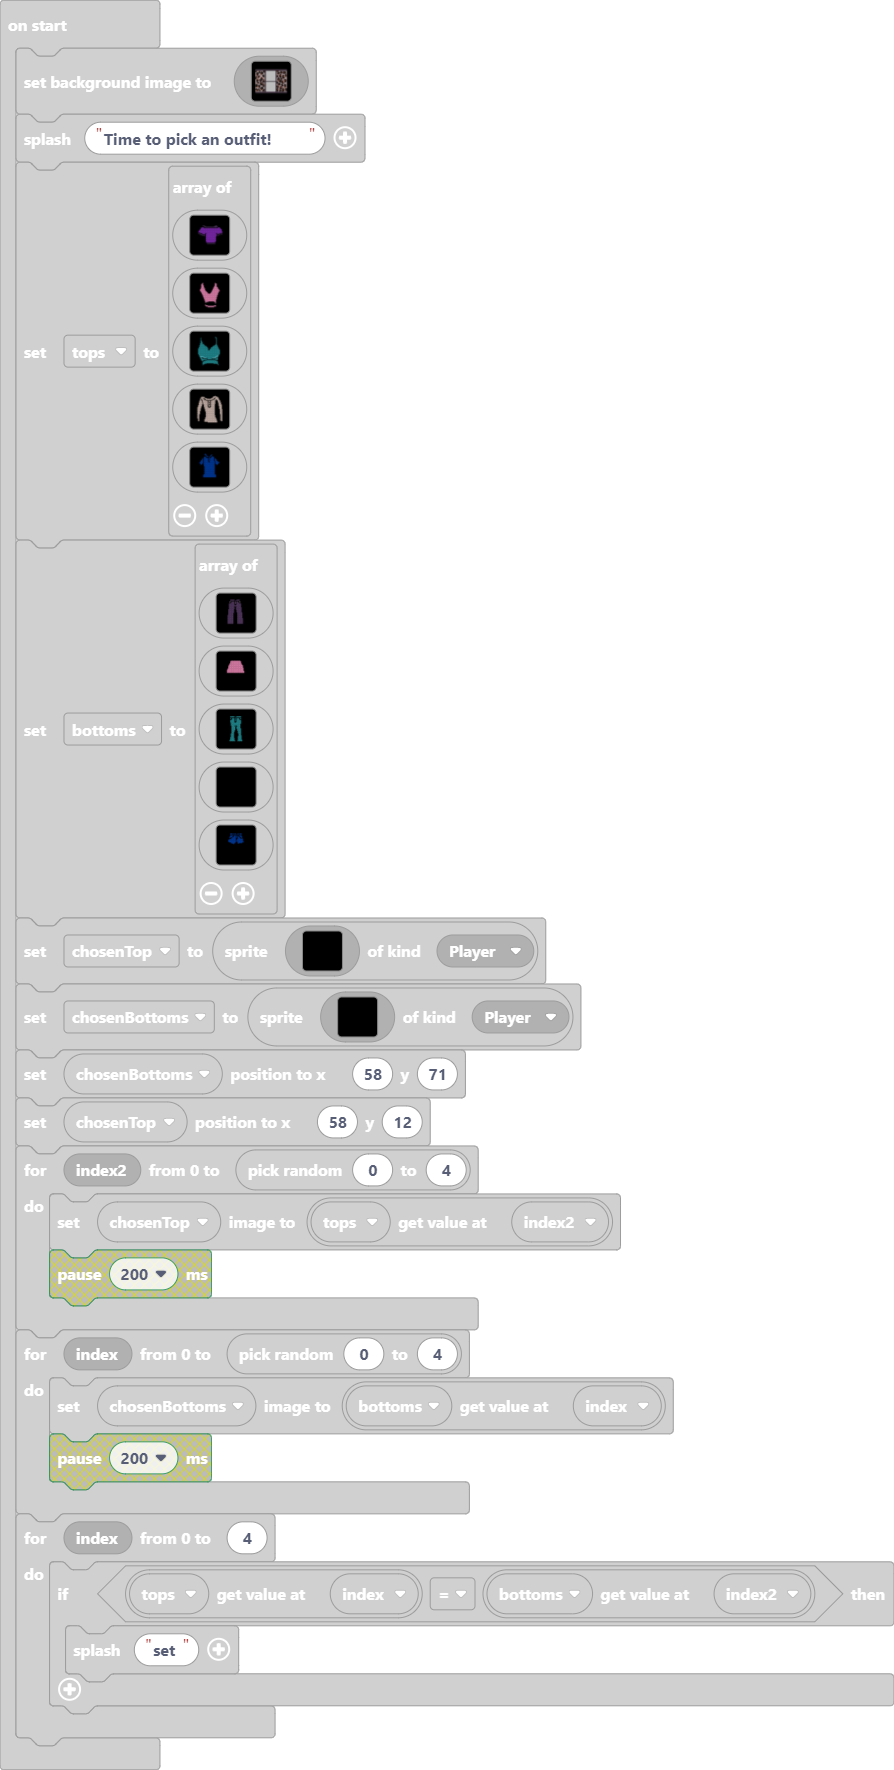 on start
set background image to
splash "Time to pick an outfit! "
array of
set tops to
array of
set bottoms to
set chosenTop to sprite of kind Player
set chosenBottoms to sprite of kind Player
set chosenBottoms position to x 58 y 71
set chosenTop position to x 58 y 12
for index2 from 0 to pick random 0 to 4
do
set chosenTop image to tops get value at index2
pause 200 ms
for index from 0 to pick random 0 to 4
do
set chosenBottoms image to bottoms get value at index
pause 200 ms
for index from 0 to 4
do
if tops get value at index = bottoms get value at index2 then
splash "set "